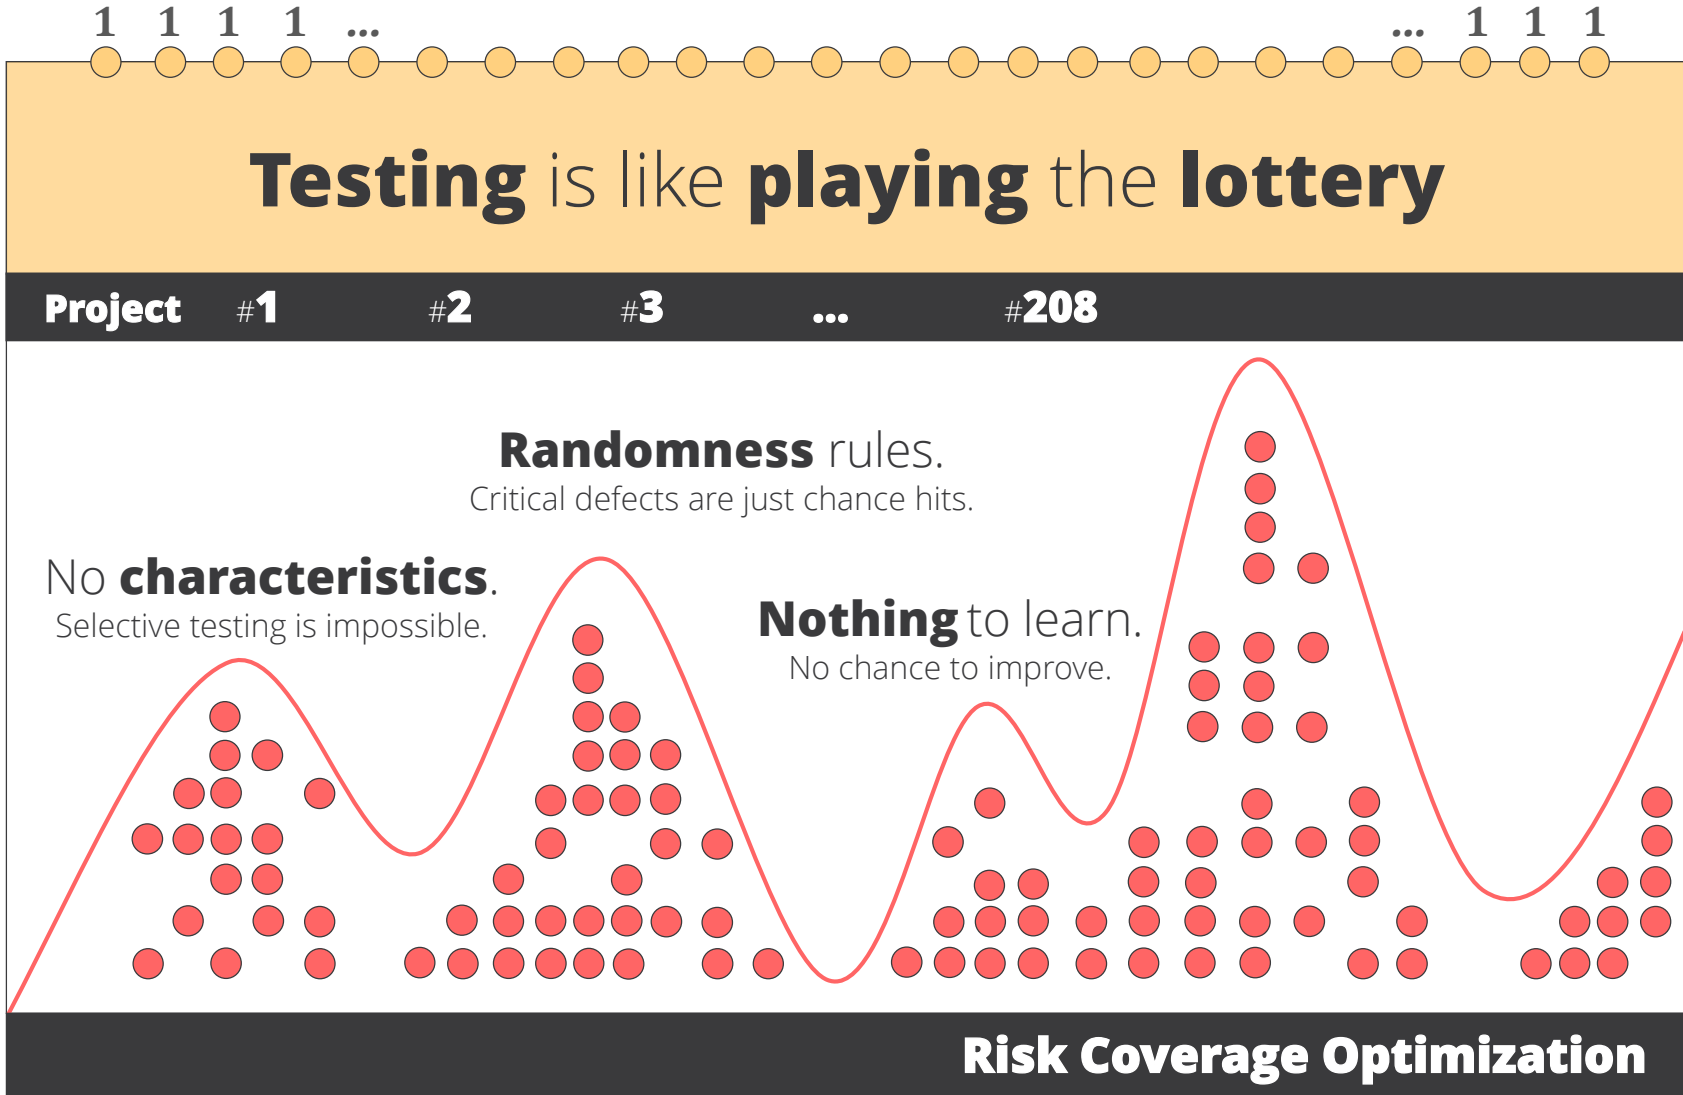 1 1 1 1 ... ... 1 1 1
Testing is like playing the lottery
Project #1 #2 #3 ... #208
Randomness rules.
Critical defects are just chance hits.
No characteristics.
Selective testing is impossible.
Nothing to learn.
No chance to improve.
Risk Coverage Optimization